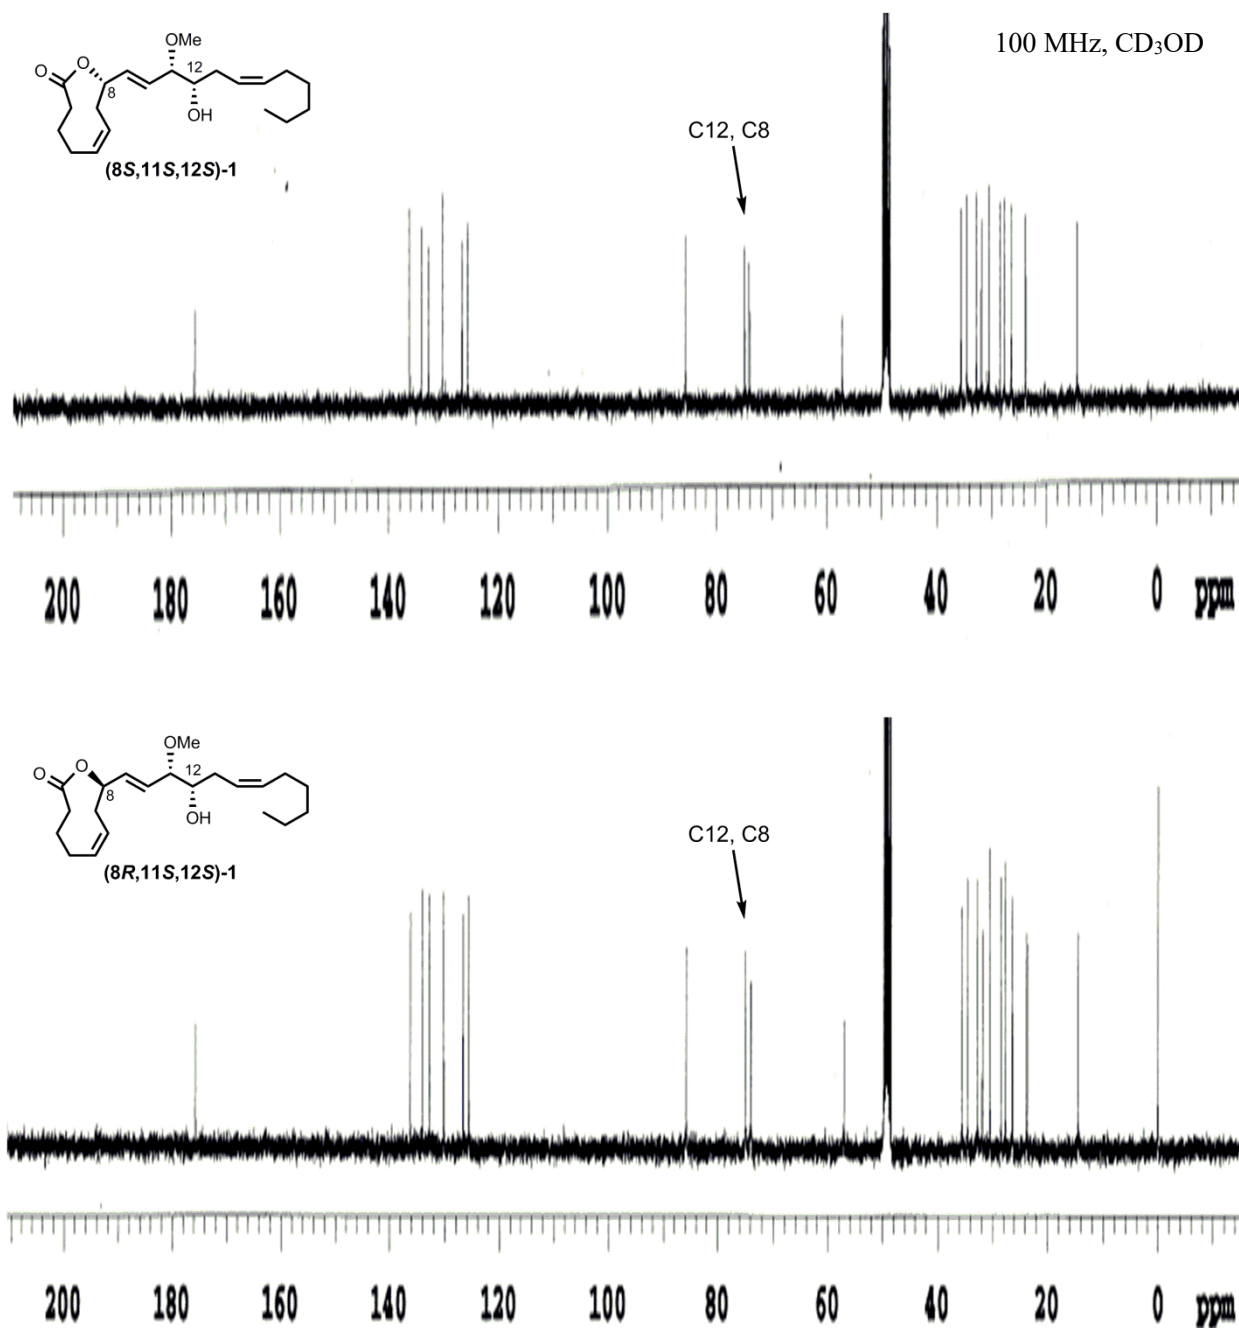 100 MHz, CD₃OD
OMe
O
O
12
8
OH
C12, C8
(8S,11S,12S)-1
200 180 160 140 120 100 80 60 40 20 0 ppm
OMe
O
O
12
8
OH
C12, C8
(8R,11S,12S)-1
200 180 160 140 120 100 80 60 40 20 0 ppm